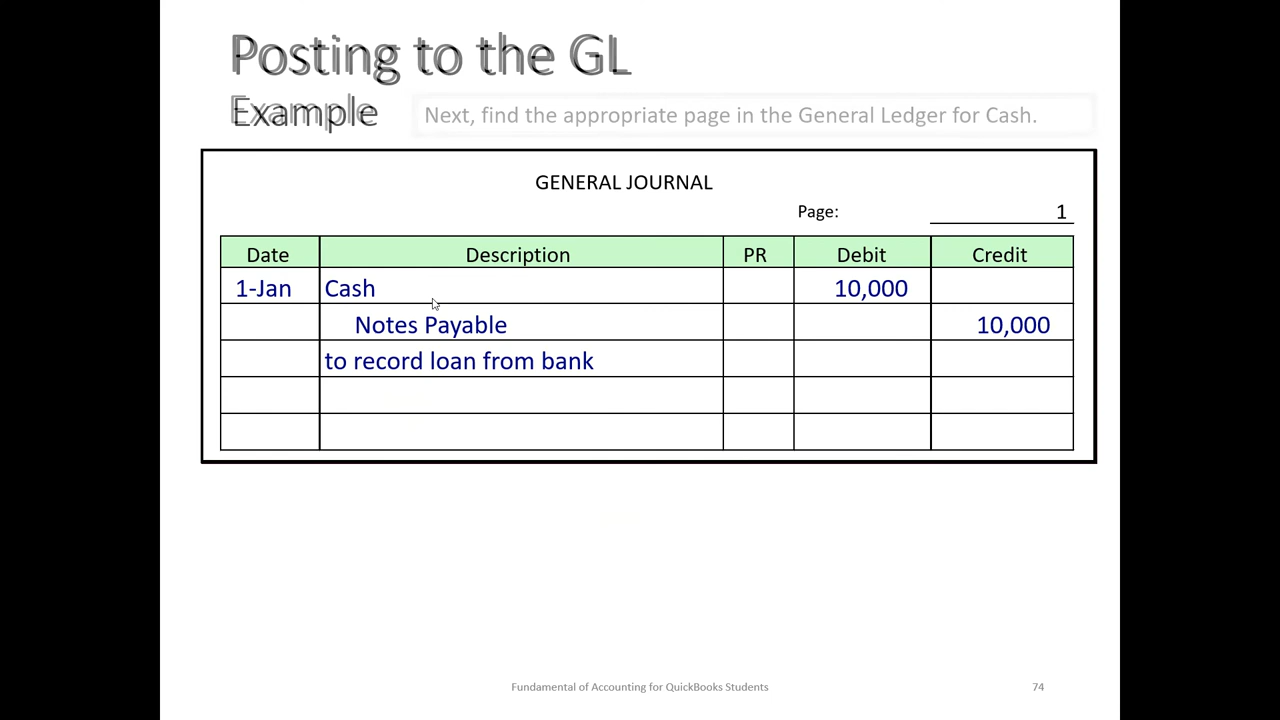 Posting to the GL
Example
Next, find the appropriate page in the General Ledger for Cash.
GENERAL JOURNAL
Page: 1
Date Description PR Debit Credit
1-Jan Cash 10,000
Notes Payable 10,000
to record loan from bank
Fundamental of Accounting for QuickBooks Students 74